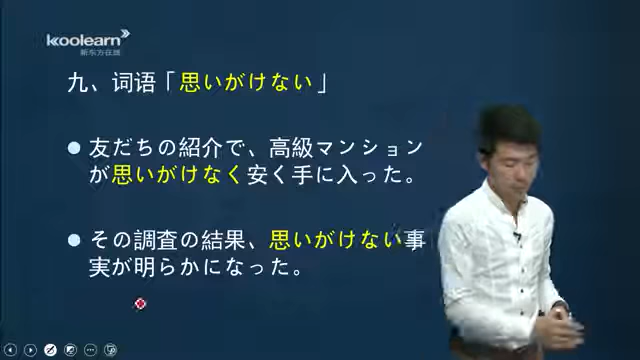 koolearn
新东方在线
九、词语「思いがけない」
● 友だちの紹介で、高級マンション
が思いがけなく安く手に入った。
● その調査の結果、思いがけない事
実が明らかになった。